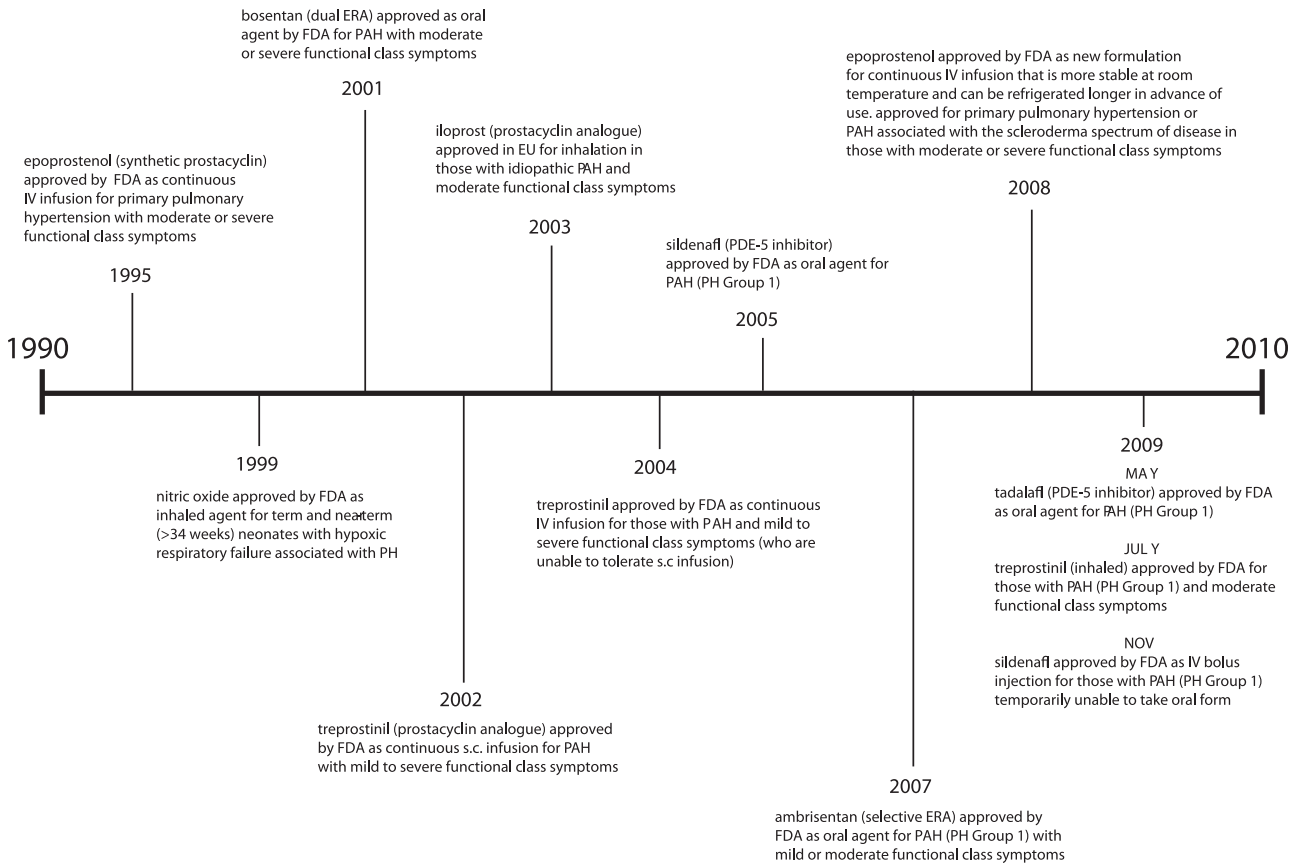 bosentan (dual ERA) approved as oral
agent by FDA for PAH with moderate
or severe functional class symptoms
2001
epoprostenol approved by FDA as new formulation
for continuous IV infusion that is more stable at room
temperature and can be refrigerated longer in advance of
use. approved for primary pulmonary hypertension or
PAH associated with the scleroderma spectrum of disease in
those with moderate or severe functional class symptoms
2008
iloprost (prostacyclin analogue)
approved in EU for inhalation in
those with idiopathic PAH and
moderate functional class symptoms
2003
epoprostenol (synthetic prostacyclin)
approved by FDA as continuous
IV infusion for primary pulmonary
hypertension with moderate or severe
functional class symptoms
1995
sildenafil (PDE-5 inhibitor)
approved by FDA as oral agent for
PAH (PH Group 1)
2005
1990
2010
1999
nitric oxide approved by FDA as
inhaled agent for term and near-term
(>34 weeks) neonates with hypoxic
respiratory failure associated with PH
2004
treprostinil approved by FDA as continuous
IV infusion for those with PAH and mild to
severe functional class symptoms (who are
unable to tolerate s.c infusion)
2009
MAY
tadalafil (PDE-5 inhibitor) approved by FDA
as oral agent for PAH (PH Group 1)
JULY
treprostinil (inhaled) approved by FDA for
those with PAH (PH Group 1) and moderate
functional class symptoms
NOV
sildenafil approved by FDA as IV bolus
injection for those with PAH (PH Group 1)
temporarily unable to take oral form
2002
treprostinil (prostacyclin analogue) approved
by FDA as continuous s.c. infusion for PAH
with mild to severe functional class symptoms
2007
ambrisentan (selective ERA) approved by
FDA as oral agent for PAH (PH Group 1) with
mild or moderate functional class symptoms